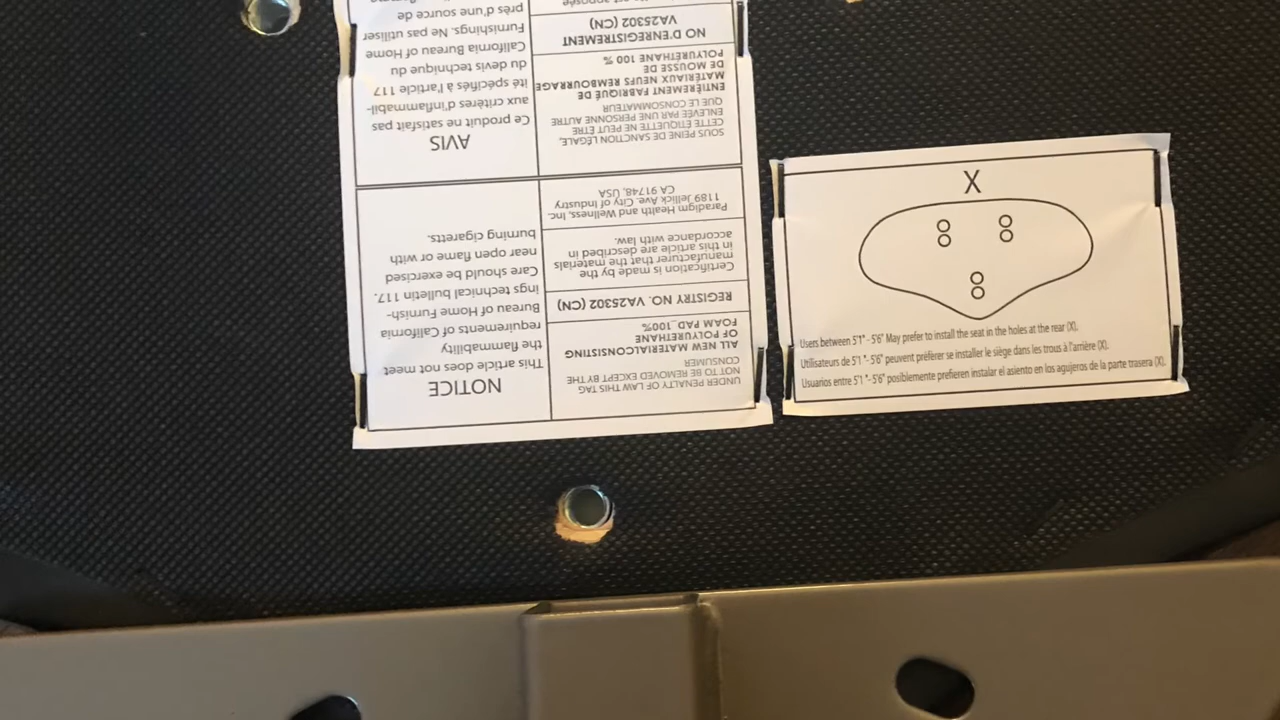 NOTICE
This article does not meet
the flammability
requirements of California
Bureau of Home Furnish-
ings technical bulletin 117.
Care should be exercised
near open flame or with
burning cigaretts.
UNDER PENALTY OF LAW THIS TAG
NOT TO BE REMOVED EXCEPT BY THE
CONSUMER
ALL NEW MATERIALCONSISTING
OF POLYURETHANE
FOAM PAD_100%
REGISTRY NO. VA25302 (CN)
Certification is made by the
manufacturer that the materials
in this article are described in
accordance with law.
Paradigm Health and Wellness, Inc.
1189 Jellick Ave. City of Industry
CA 91748, USA
AVIS
Ce produit ne satisfait pas
aux critères d'inflammabil-
ité spécifiés à l'article 117
du devis technique du
California Bureau of Home
Furnishings. Ne pas utiliser
près d'une source de
SOUS PEINE DE SANCTION LÉGALE,
CETTE ÉTIQUETTE NE PEUT ÊTRE
ENLEVÉE PAR UNE PERSONNE AUTRE
QUE LE CONSOMMATEUR
ENTIÈREMENT FABRIQUÉ DE
MATÉRIAUX NEUFS REMBOURRAGE
DE MOUSSE DE
POLYURÉTHANE 100 %
NO D'ENREGISTREMENT
VA25302 (CN)
X
Users between 5'1" - 5'6" May prefer to install the seat in the holes at the rear (X).
Utilisateurs de 5'1 "- 5'6" peuvent préférer se installer le siège dans les trous à l'arrière (X).
Usuarios entre 5'1" - 5'6" posiblemente prefieren instalar el asiento en los agujeros de la parte trasera (X).